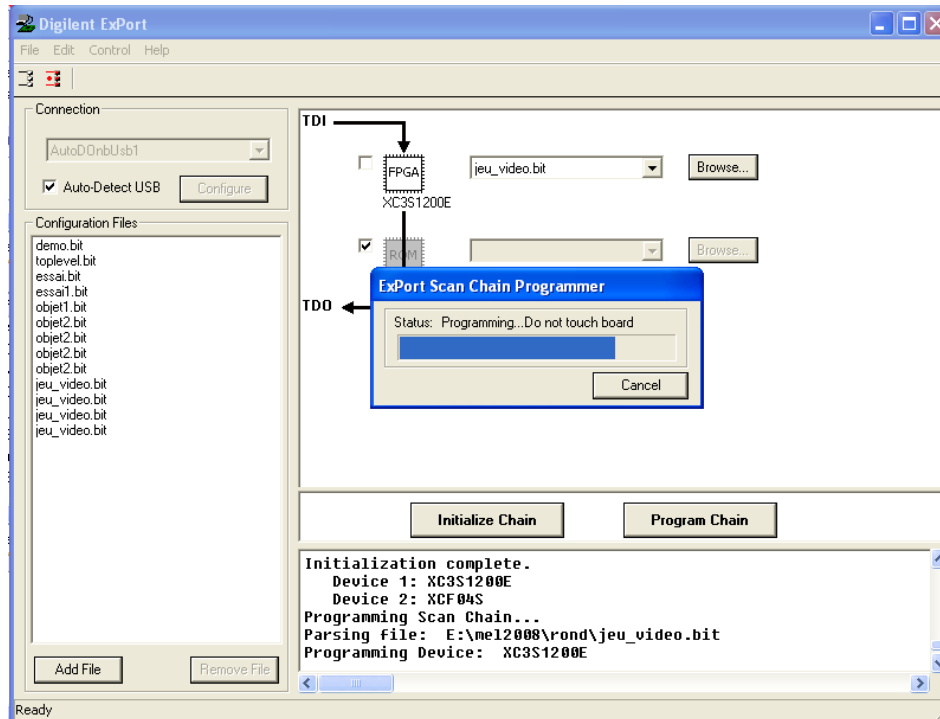 Digilent ExPort
File Edit Control Help
Connection
AutoDOnbUsb1
Auto-Detect USB
Configure
Configuration Files
demo.bit
toplevel.bit
essai.bit
essai1.bit
objet1.bit
objet2.bit
objet2.bit
objet2.bit
objet2.bit
jeu_video.bit
jeu_video.bit
jeu_video.bit
jeu_video.bit
Add File
Remove File
TDI
FPGA
jeu_video.bit
Browse...
XC3S1200E
ROM
Browse...
TDO
ExPort Scan Chain Programmer
Status: Programming...Do not touch board
Cancel
Initialize Chain
Program Chain
Initialization complete.
Device 1: XC3S1200E
Device 2: XCF04S
Programming Scan Chain...
Parsing file: E:\mel2008\rond\jeu_video.bit
Programming Device: XC3S1200E
Ready